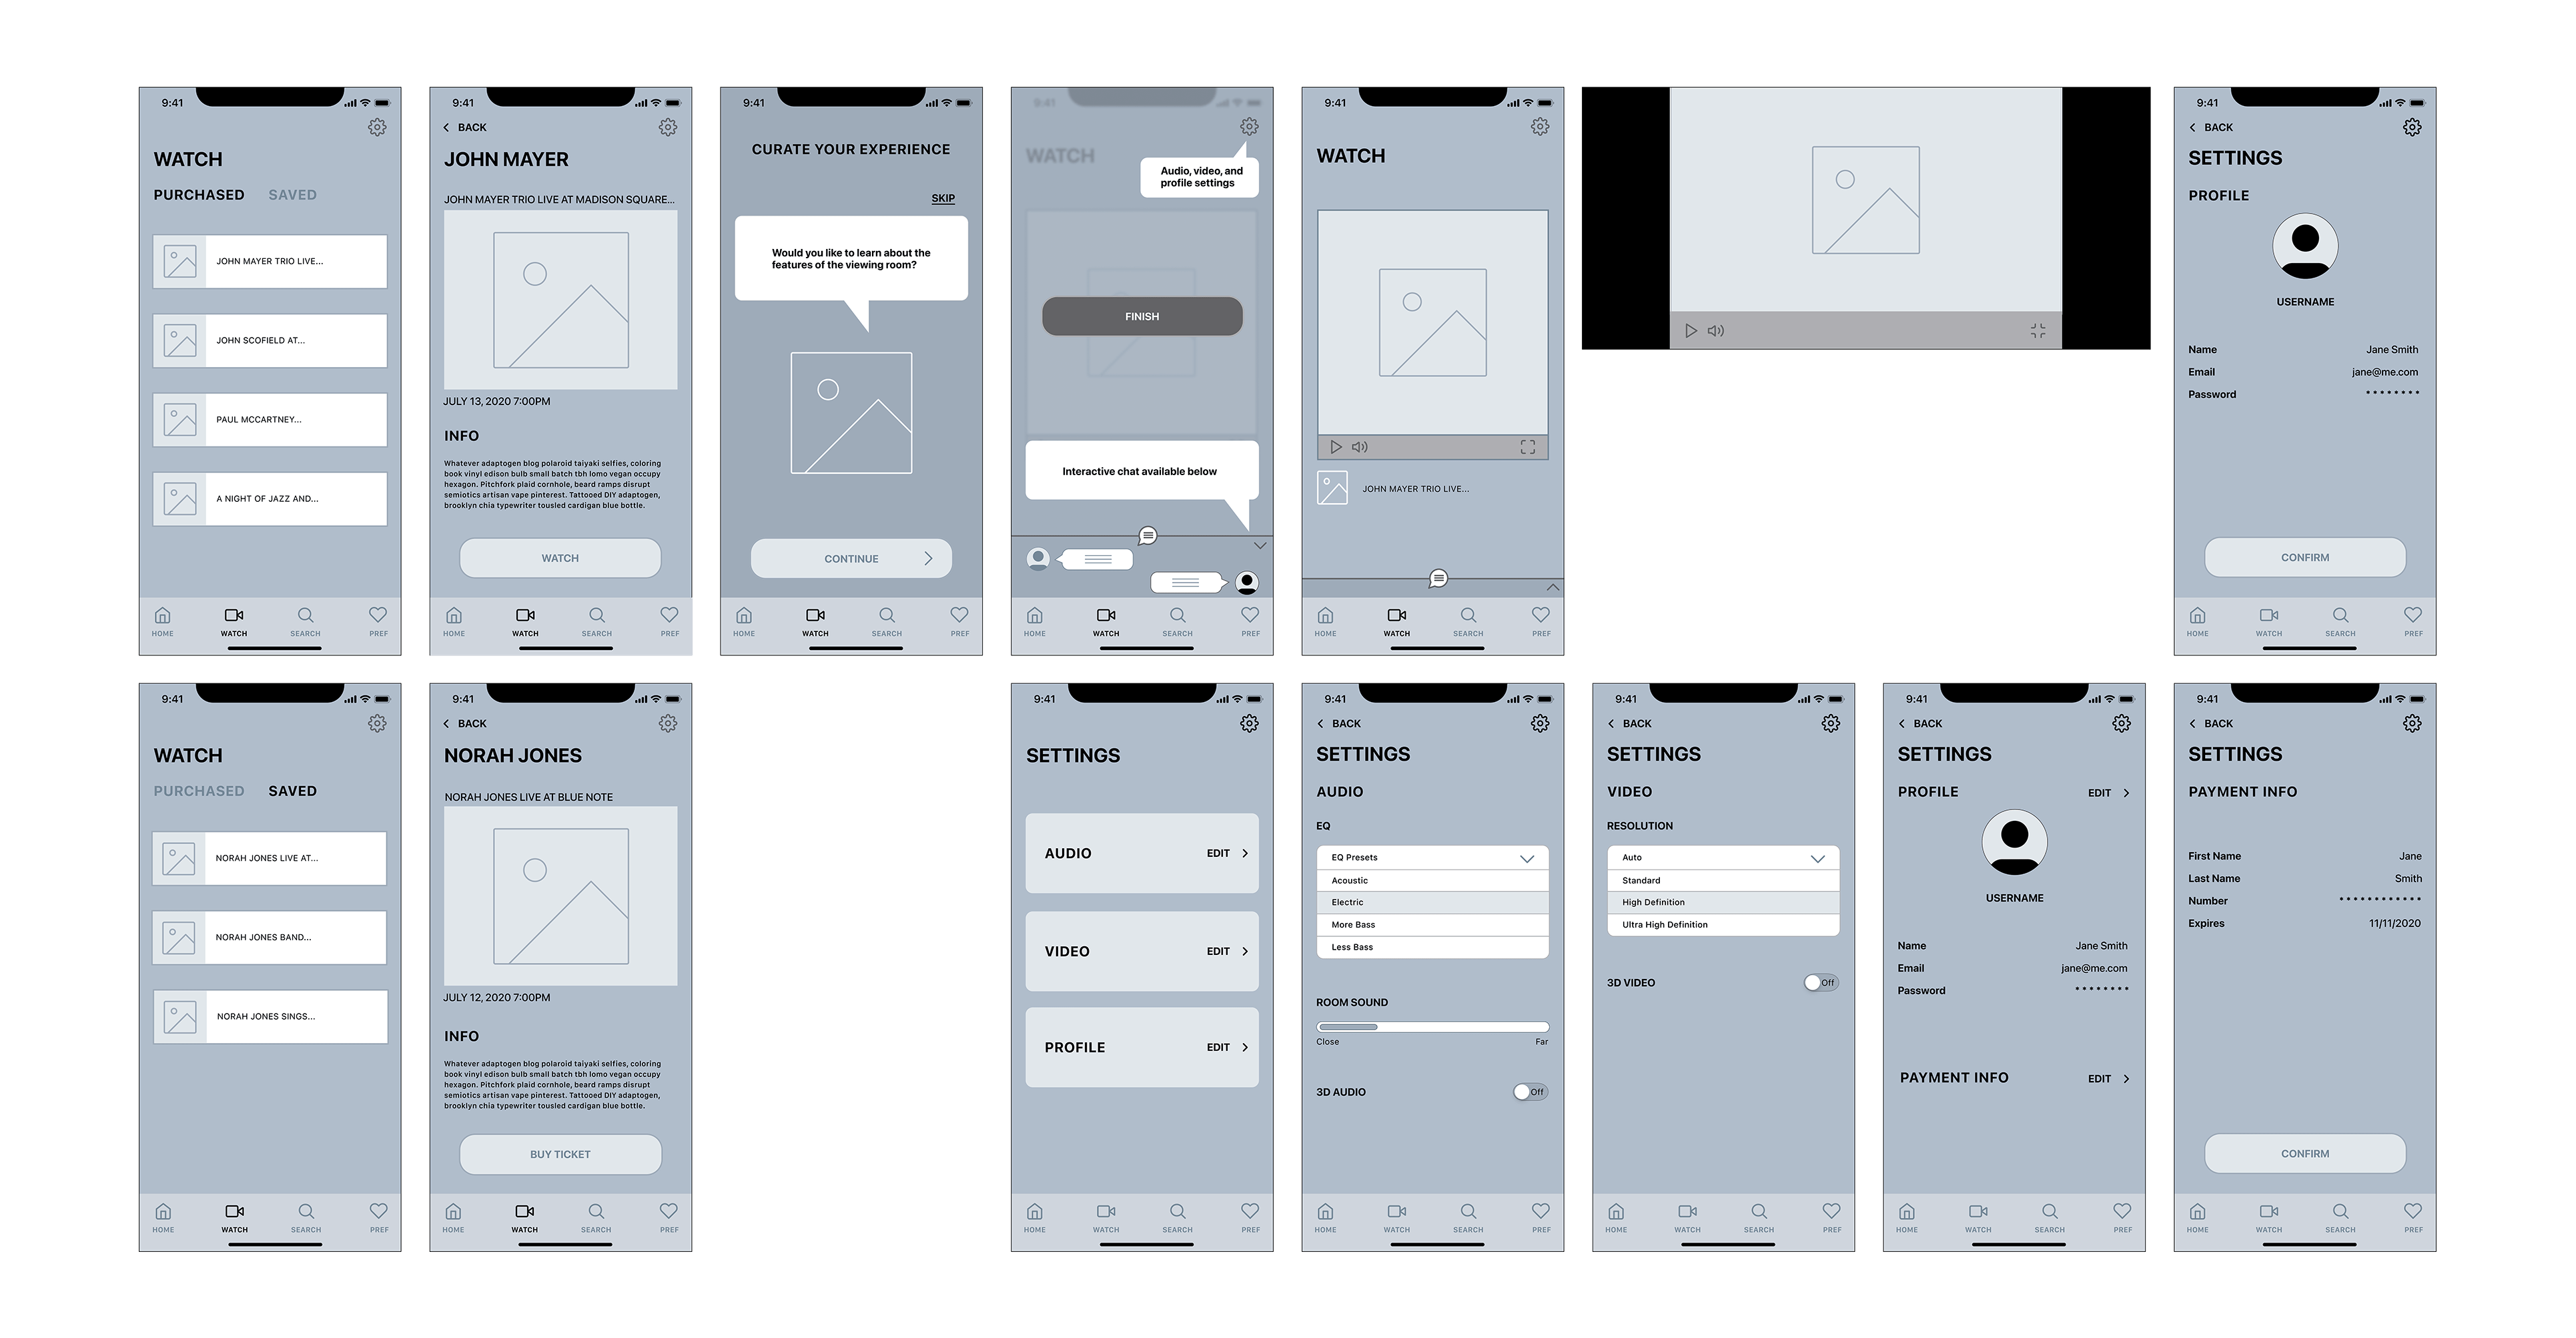 9:41
WATCH
PURCHASED SAVED
JOHN MAYER TRIO LIVE...
JOHN SCOFIELD AT...
PAUL MCCARTNEY...
A NIGHT OF JAZZ AND...
HOME WATCH SEARCH PREF
9:41
BACK
JOHN MAYER
JOHN MAYER TRIO LIVE AT MADISON SQUARE...
JULY 13, 2020 7:00PM
INFO
Whatever adaptogen blog polaroid taiyaki selfies, coloring
book vinyl edison bulb small batch tbh lomo vegan occupy
hexagon. Pitchfork plaid cornhole, beard ramps disrupt
semiotics artisan vape pinterest. Tattooed DIY adaptogen,
brooklyn chia typewriter tousled cardigan blue bottle.
WATCH
HOME WATCH SEARCH PREF
9:41
CURATE YOUR EXPERIENCE
SKIP
Would you like to learn about the
features of the viewing room?
CONTINUE
HOME WATCH SEARCH PREF
9:41
WATCH
Audio, video, and
profile settings
FINISH
Interactive chat available below
HOME WATCH SEARCH PREF
9:41
WATCH
JOHN MAYER TRIO LIVE...
HOME WATCH SEARCH PREF
9:41
BACK
SETTINGS
PROFILE
USERNAME
Name Jane Smith
Email jane@me.com
Password ••••••••
CONFIRM
HOME WATCH SEARCH PREF
9:41
WATCH
PURCHASED SAVED
NORAH JONES LIVE AT...
NORAH JONES BAND...
NORAH JONES SINGS...
HOME WATCH SEARCH PREF
9:41
BACK
NORAH JONES
NORAH JONES LIVE AT BLUE NOTE
JULY 12, 2020 7:00PM
INFO
Whatever adaptogen blog polaroid taiyaki selfies, coloring
book vinyl edison bulb small batch tbh lomo vegan occupy
hexagon. Pitchfork plaid cornhole, beard ramps disrupt
semiotics artisan vape pinterest. Tattooed DIY adaptogen,
brooklyn chia typewriter tousled cardigan blue bottle.
BUY TICKET
HOME WATCH SEARCH PREF
9:41
SETTINGS
AUDIO EDIT
VIDEO EDIT
PROFILE EDIT
HOME WATCH SEARCH PREF
9:41
BACK
SETTINGS
AUDIO
EQ
EQ Presets
Acoustic
Electric
More Bass
Less Bass
ROOM SOUND
Close Far
3D AUDIO Off
HOME WATCH SEARCH PREF
9:41
BACK
SETTINGS
VIDEO
RESOLUTION
Auto
Standard
High Definition
Ultra High Definition
3D VIDEO Off
HOME WATCH SEARCH PREF
9:41
BACK
SETTINGS
PROFILE EDIT
USERNAME
Name Jane Smith
Email jane@me.com
Password ••••••••
PAYMENT INFO EDIT
HOME WATCH SEARCH PREF
9:41
BACK
SETTINGS
PAYMENT INFO
First Name Jane
Last Name Smith
Number ••••••••••••
Expires 11/11/2020
CONFIRM
HOME WATCH SEARCH PREF